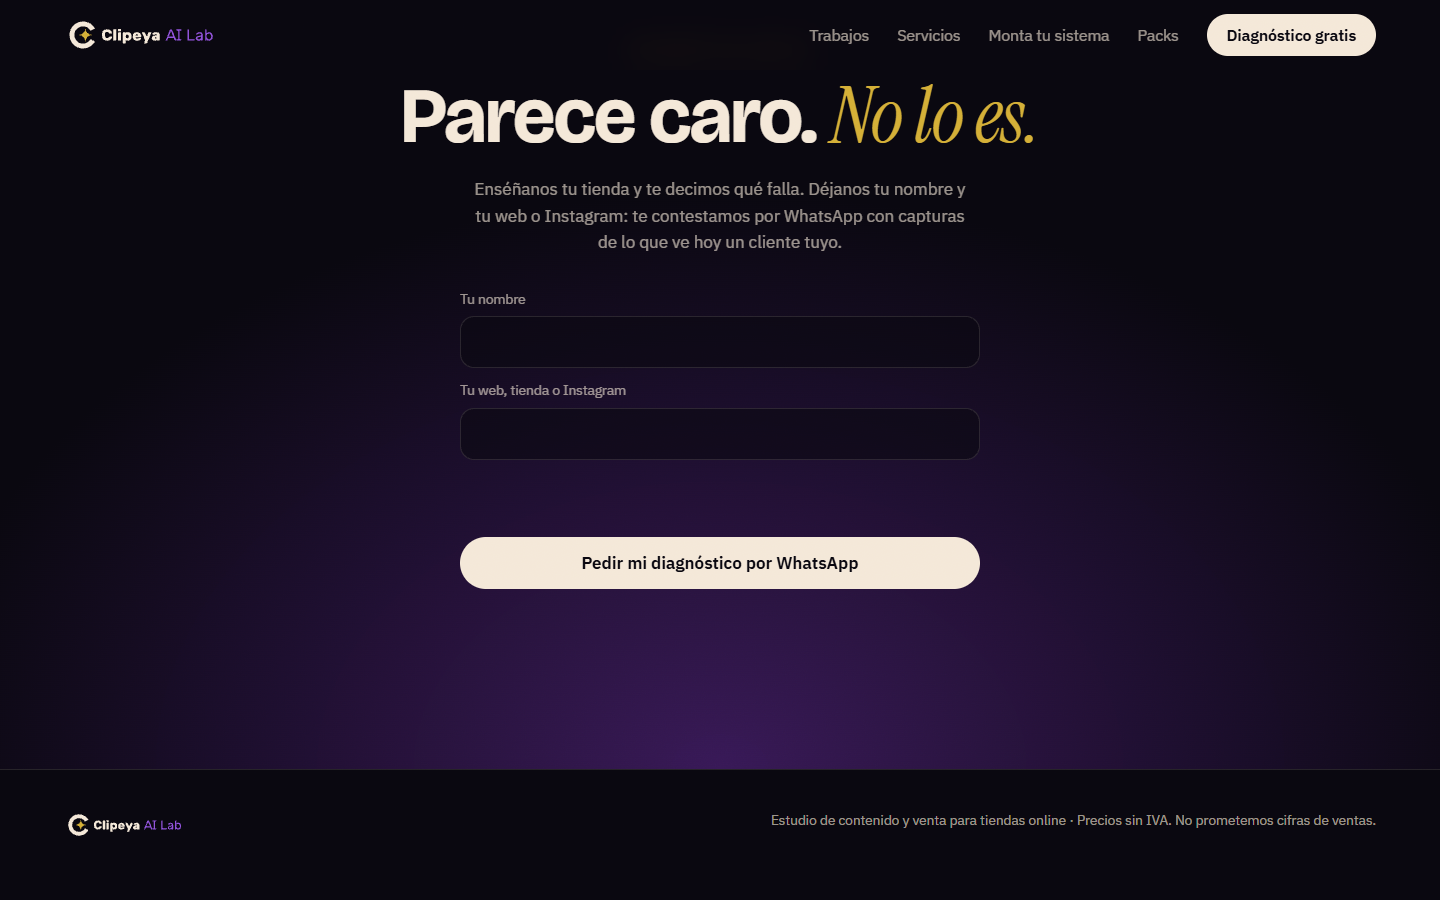 Clipeya AI Lab
Trabajos Servicios Monta tu sistema Packs Diagnóstico gratis
Parece caro. No lo es.
Enséñanos tu tienda y te decimos qué falla. Déjanos tu nombre y
tu web o Instagram: te contestamos por WhatsApp con capturas
de lo que ve hoy un cliente tuyo.
Tu nombre
Tu web, tienda o Instagram
Pedir mi diagnóstico por WhatsApp
Clipeya AI Lab
Estudio de contenido y venta para tiendas online · Precios sin IVA. No prometemos cifras de ventas.